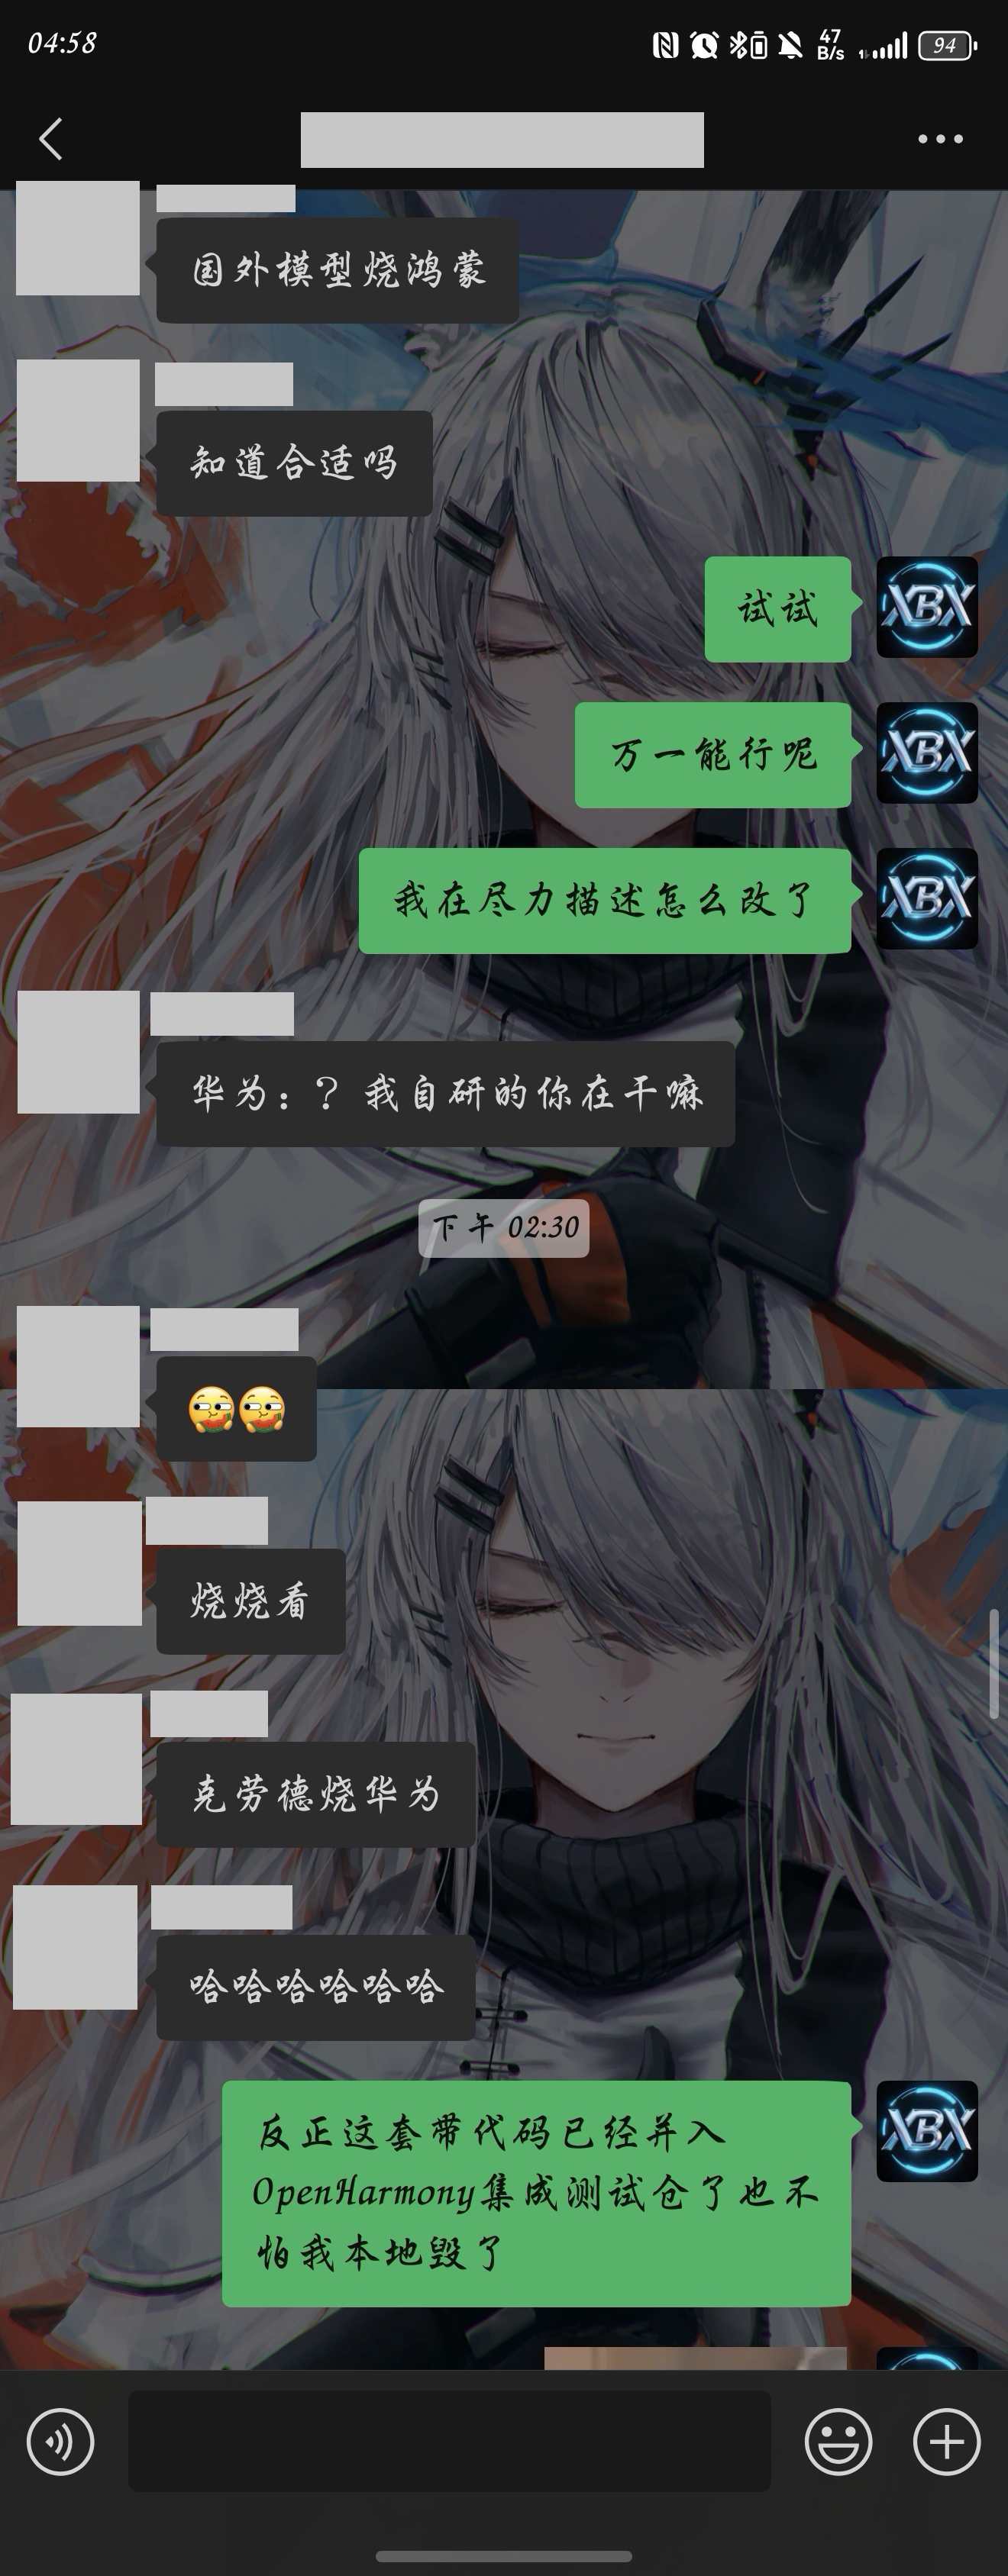 04:58
47
B/s
94
国外模型烧鸿蒙
知道合适吗
试试
XBX
万一能行呢
XBX
我在尽力描述怎么改了
XBX
华为：？我自研的你在干嘛
下午 02:30
烧烧看
克劳德烧华为
哈哈哈哈哈哈
反正这套带代码已经并入
OpenHarmony集成测试仓了也不
怕我本地毁了
XBX